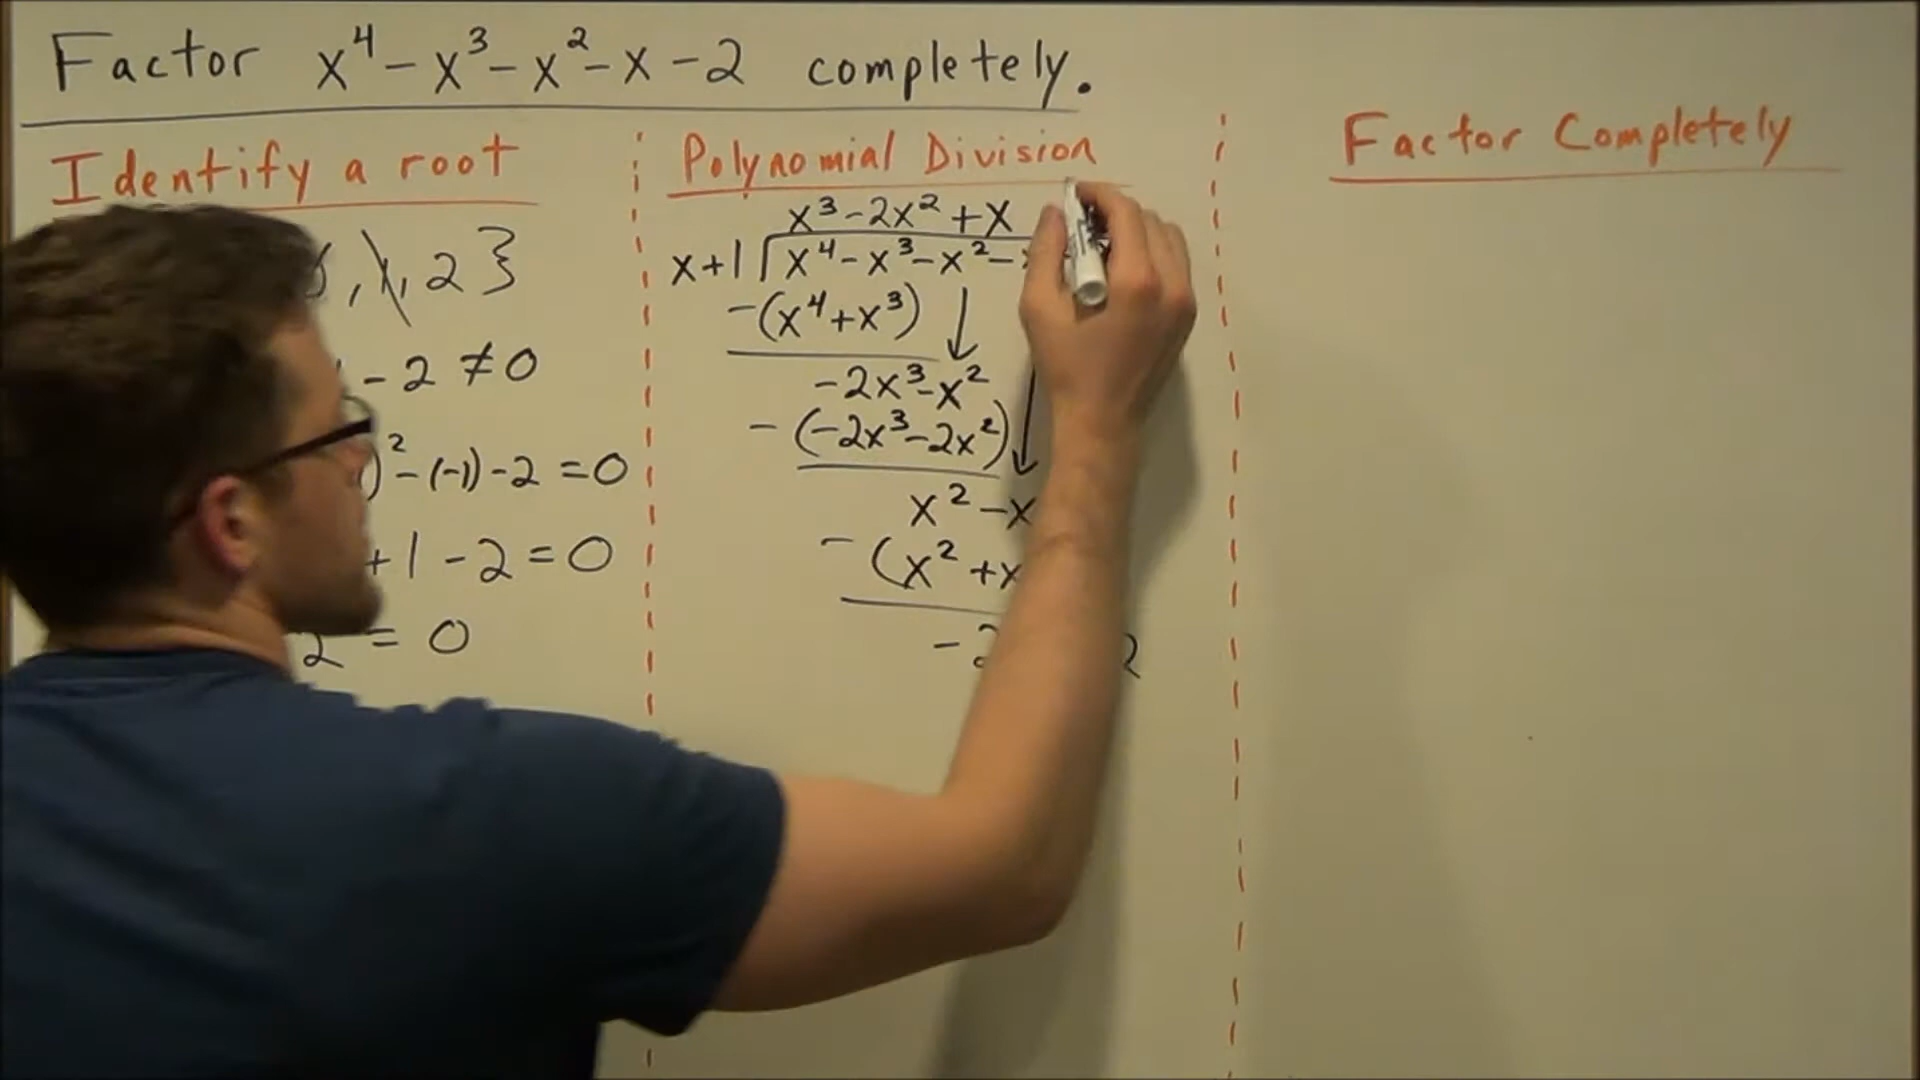 Factor x⁴ - x³ - x² - x - 2 completely.
Identify a root
, 1, 2 }
- 2 ≠ 0
)² - (-1) - 2 = 0
+ 1 - 2 = 0
2 = 0
Polynomial Division
x³ - 2x² + x
x+1 x⁴ - x³ - x² -
-(x⁴ + x³)
-2x³ - x²
-(-2x³ - 2x²)
x² - x
-(x² + x
- 2 2
Factor Completely